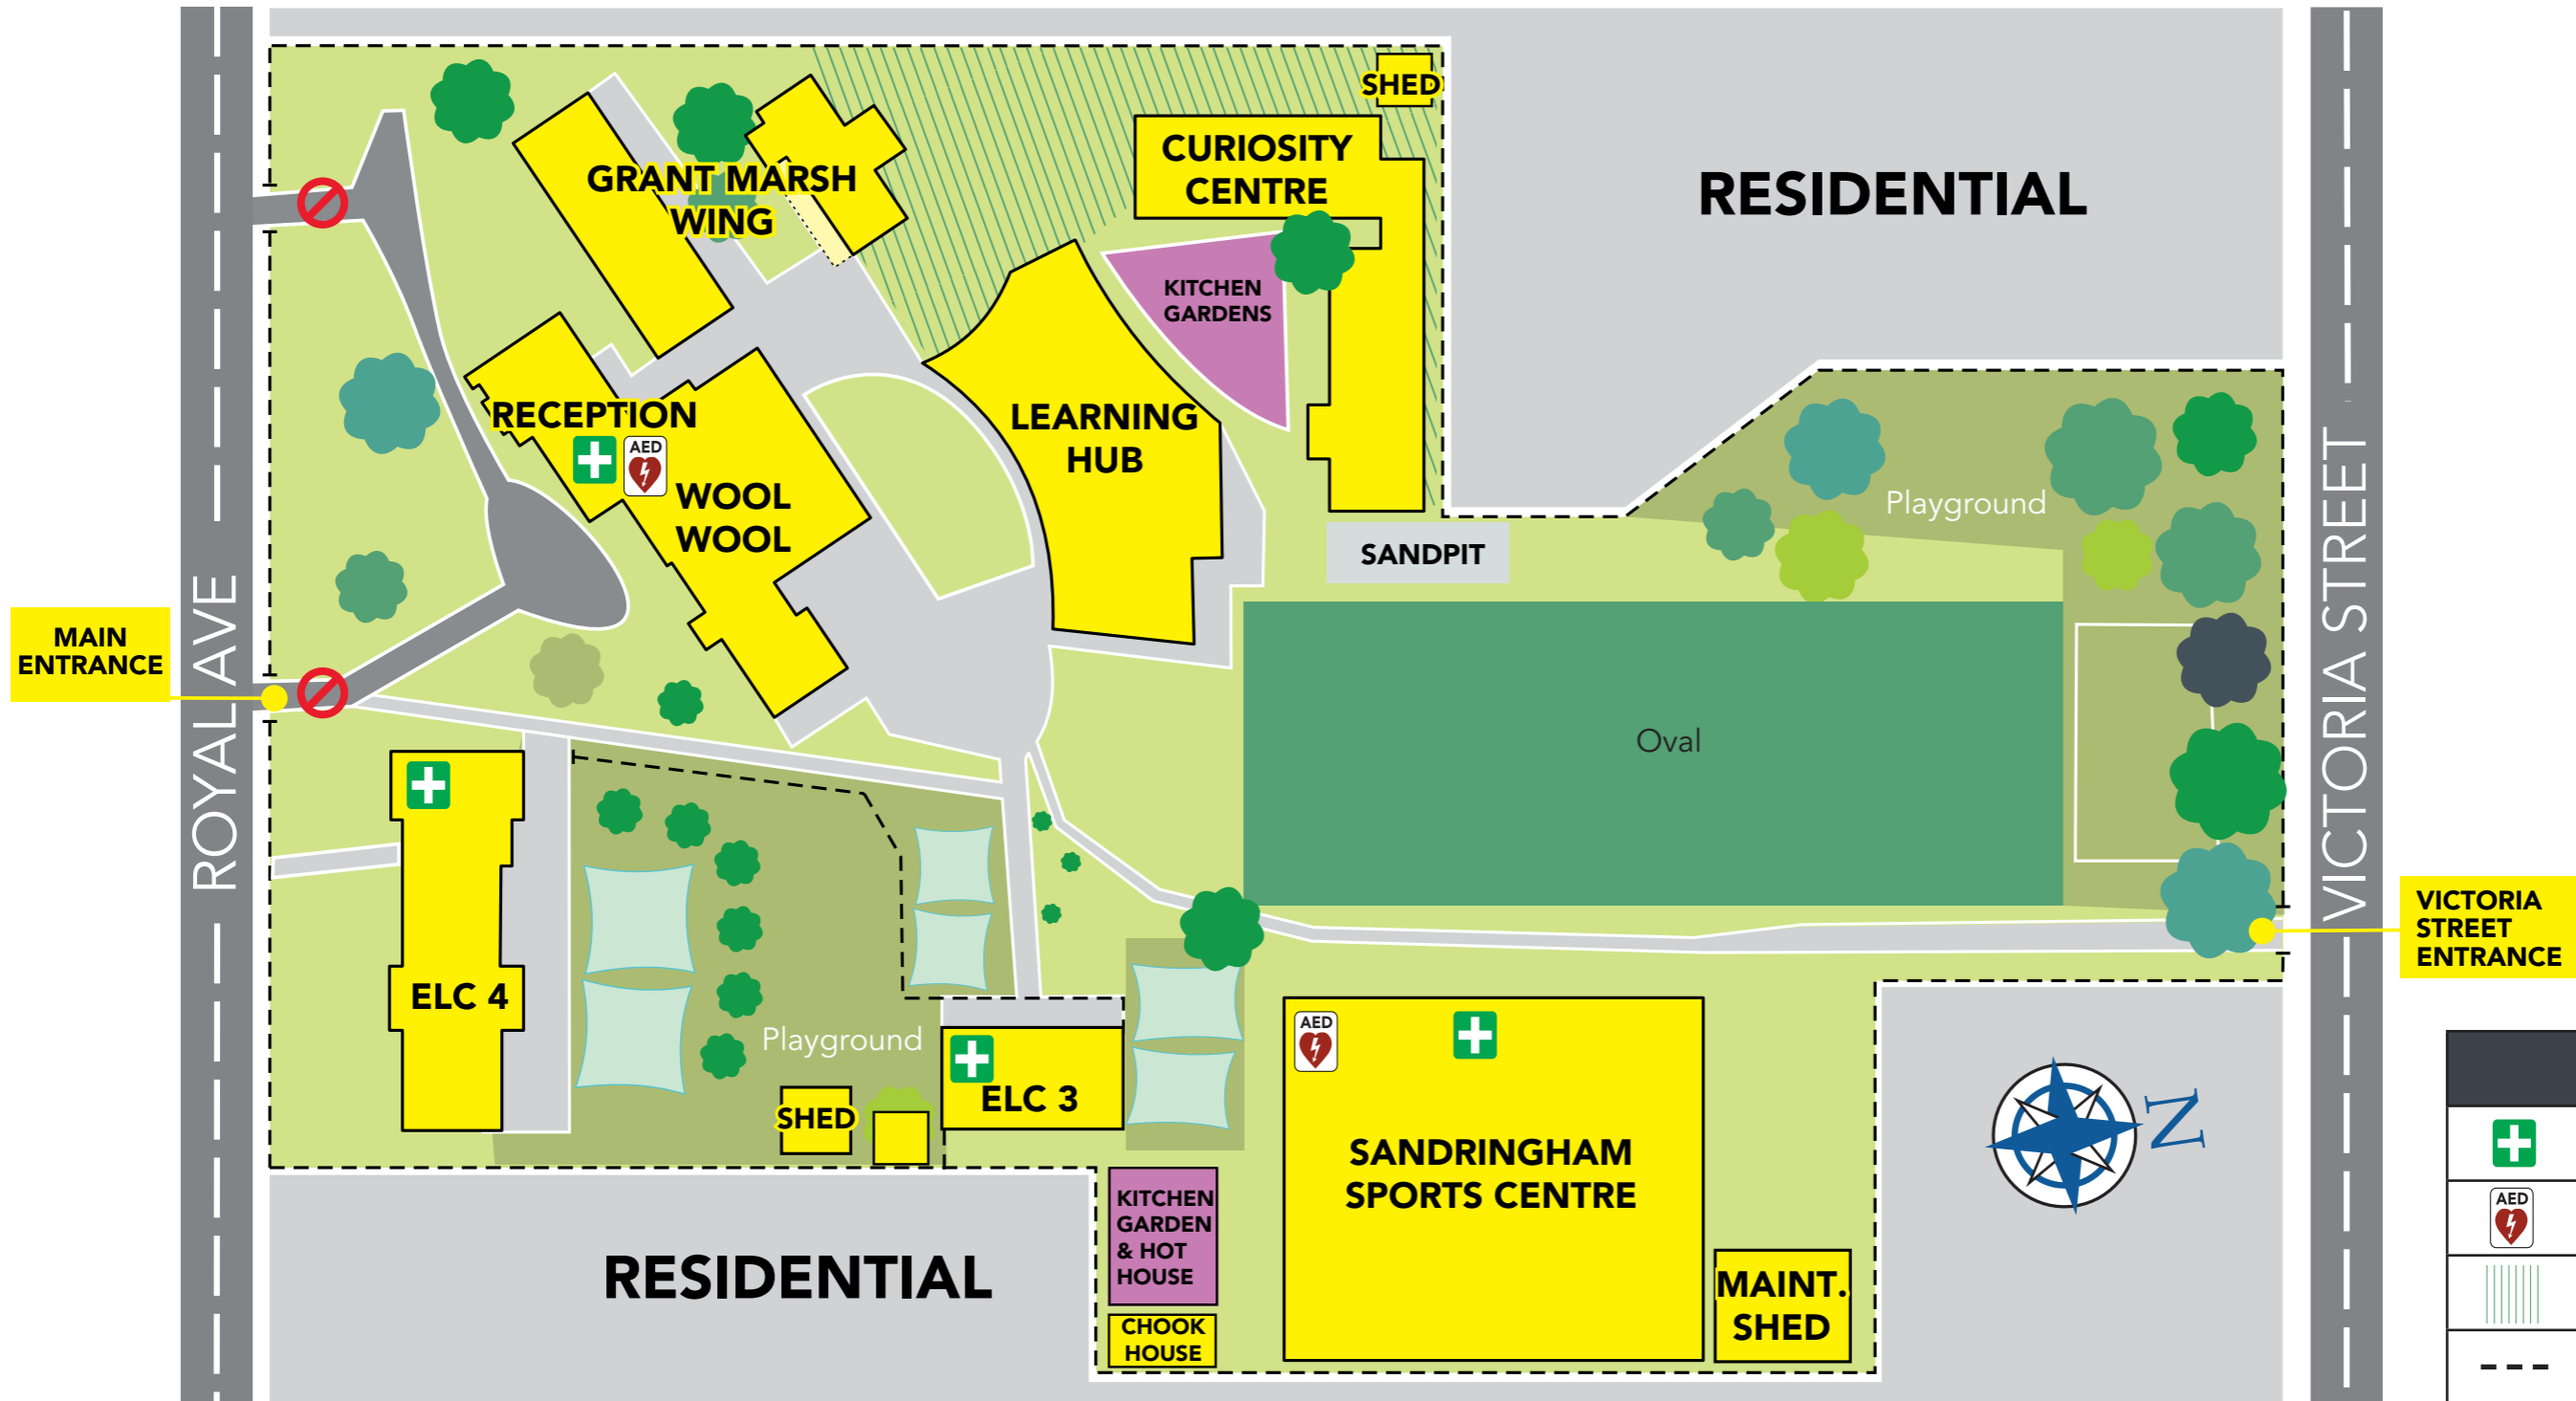 SHED
CURIOSITY
CENTRE
GRANT MARSH
WING
RESIDENTIAL
KITCHEN
GARDENS
RECEPTION
AED
LEARNING
HUB
WOOL
WOOL
Playground
SANDPIT
MAIN
ENTRANCE
ROYAL AVE
VICTORIA STREET
Oval
VICTORIA
STREET
ENTRANCE
ELC 4
Playground
SHED
ELC 3
AED
SANDRINGHAM
SPORTS CENTRE
N
AED
KITCHEN
GARDEN
& HOT
HOUSE
RESIDENTIAL
MAINT.
SHED
CHOOK
HOUSE